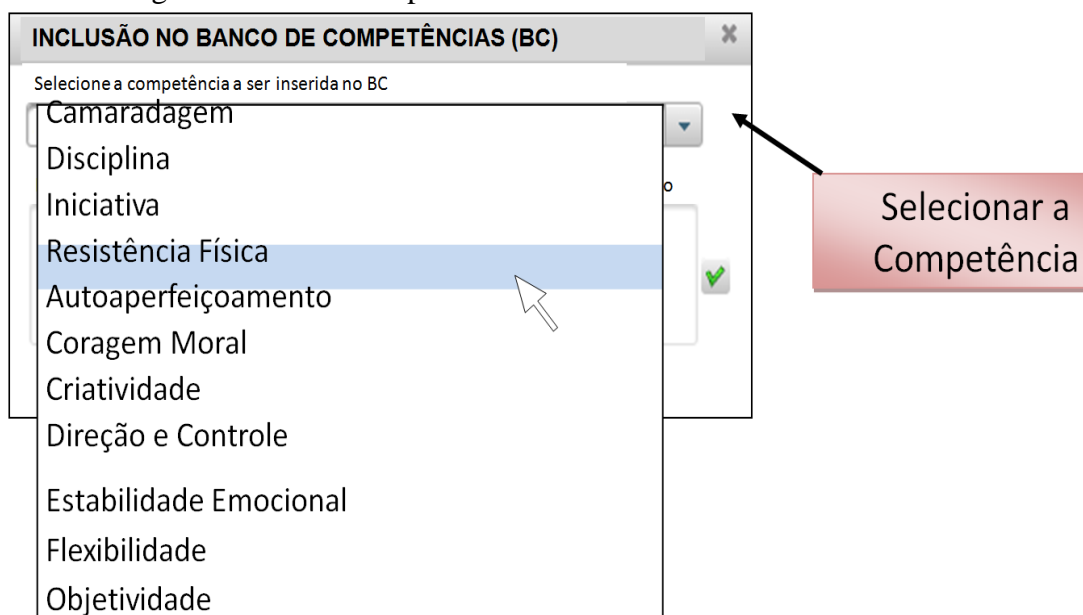 INCLUSÃO NO BANCO DE COMPETÊNCIAS (BC)
Selecione a competência a ser inserida no BC
Camaradagem
Disciplina
Iniciativa
o
Resistência Física
Autoaperfeiçoamento
Coragem Moral
Criatividade
Direção e Controle
Estabilidade Emocional
Flexibilidade
Objetividade
Selecionar a
Competência